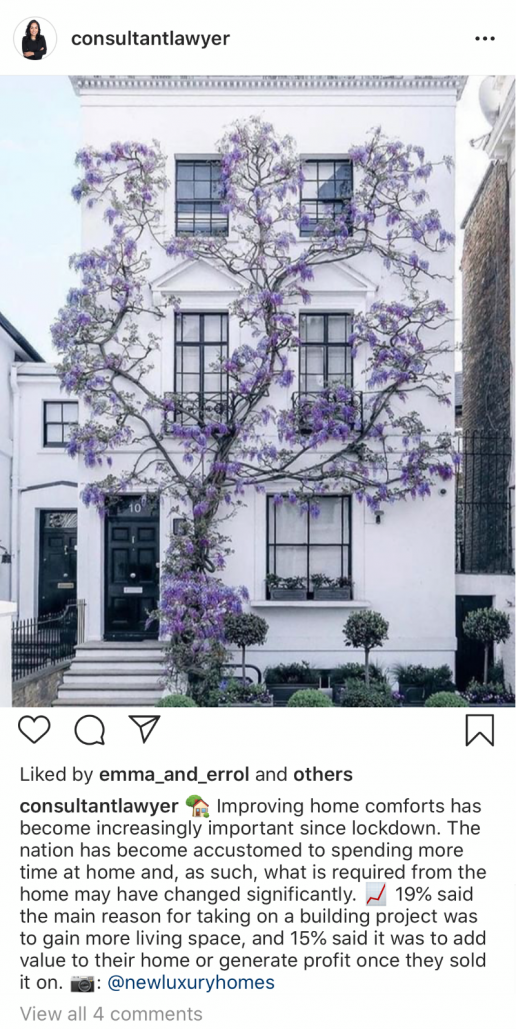 consultantlawyer
10
Liked by emma_and_errol and others
consultantlawyer 🏡 Improving home comforts has
become increasingly important since lockdown. The
nation has become accustomed to spending more
time at home and, as such, what is required from the
home may have changed significantly. 📈 19% said
the main reason for taking on a building project was
to gain more living space, and 15% said it was to add
value to their home or generate profit once they sold
it on. 📷: @newluxuryhomes
View all 4 comments